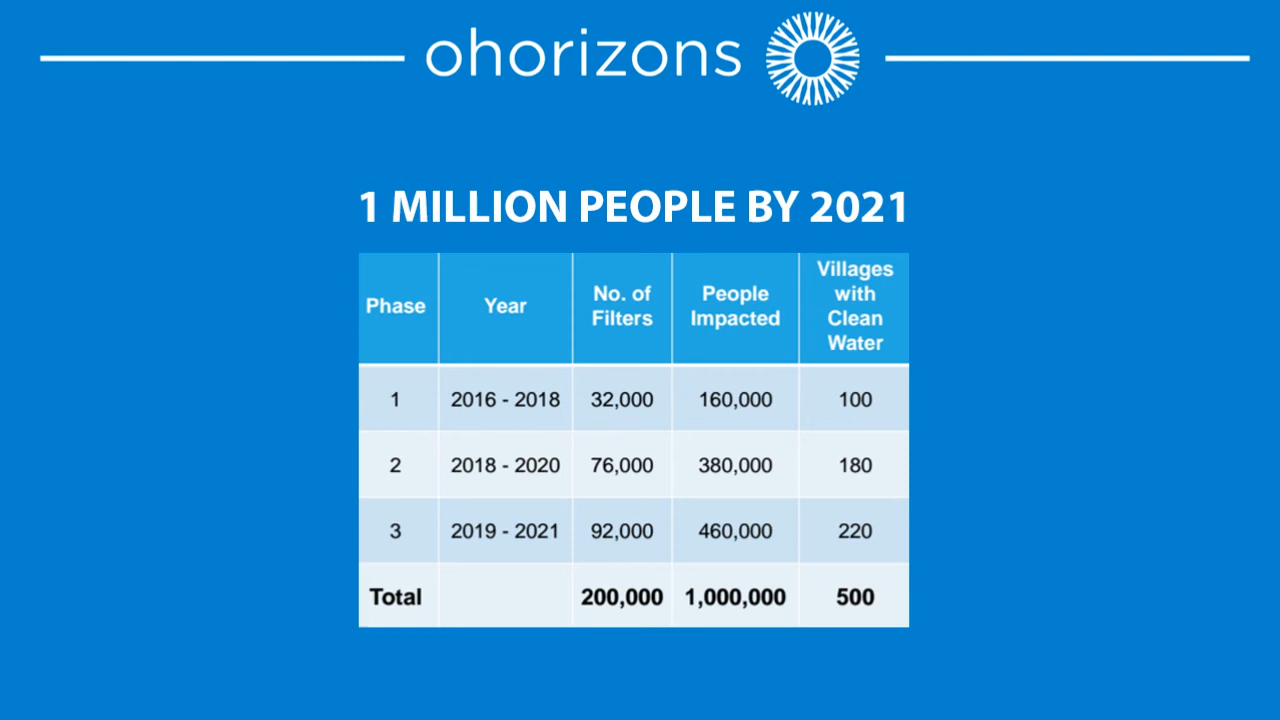 ohorizons
1 MILLION PEOPLE BY 2021
Phase Year No. of Filters People Impacted Villages with Clean Water
1 2016 - 2018 32,000 160,000 100
2 2018 - 2020 76,000 380,000 180
3 2019 - 2021 92,000 460,000 220
Total 200,000 1,000,000 500